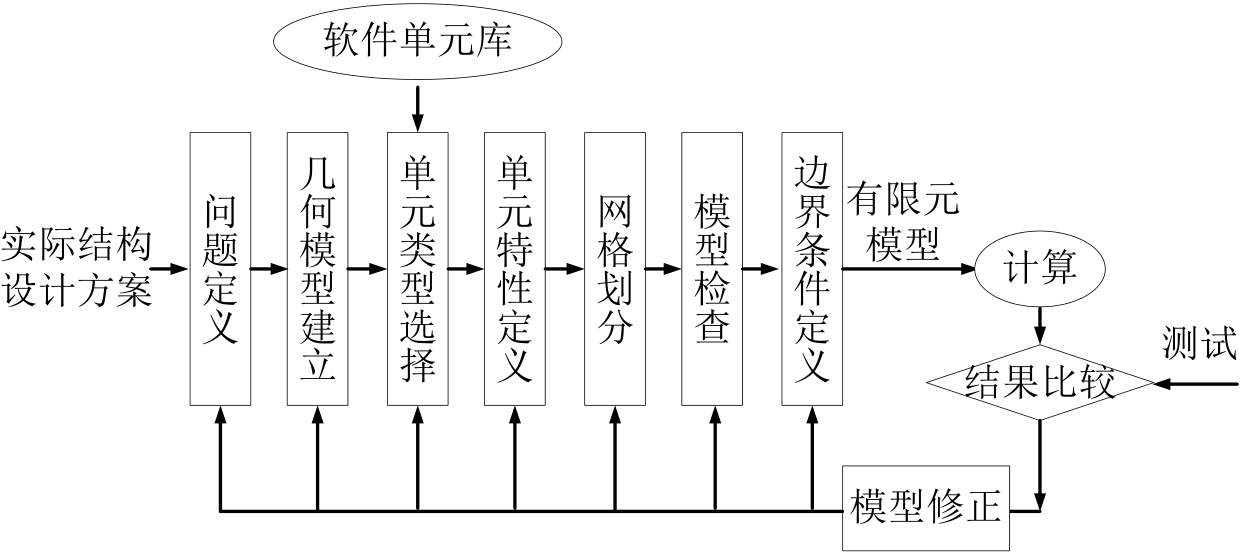 软件单元库
实际结构
设计方案
问题定义
几何模型建立
单元类型选择
单元特性定义
网格划分
模型检查
边界条件定义
有限元
模型
计算
测试
结果比较
模型修正